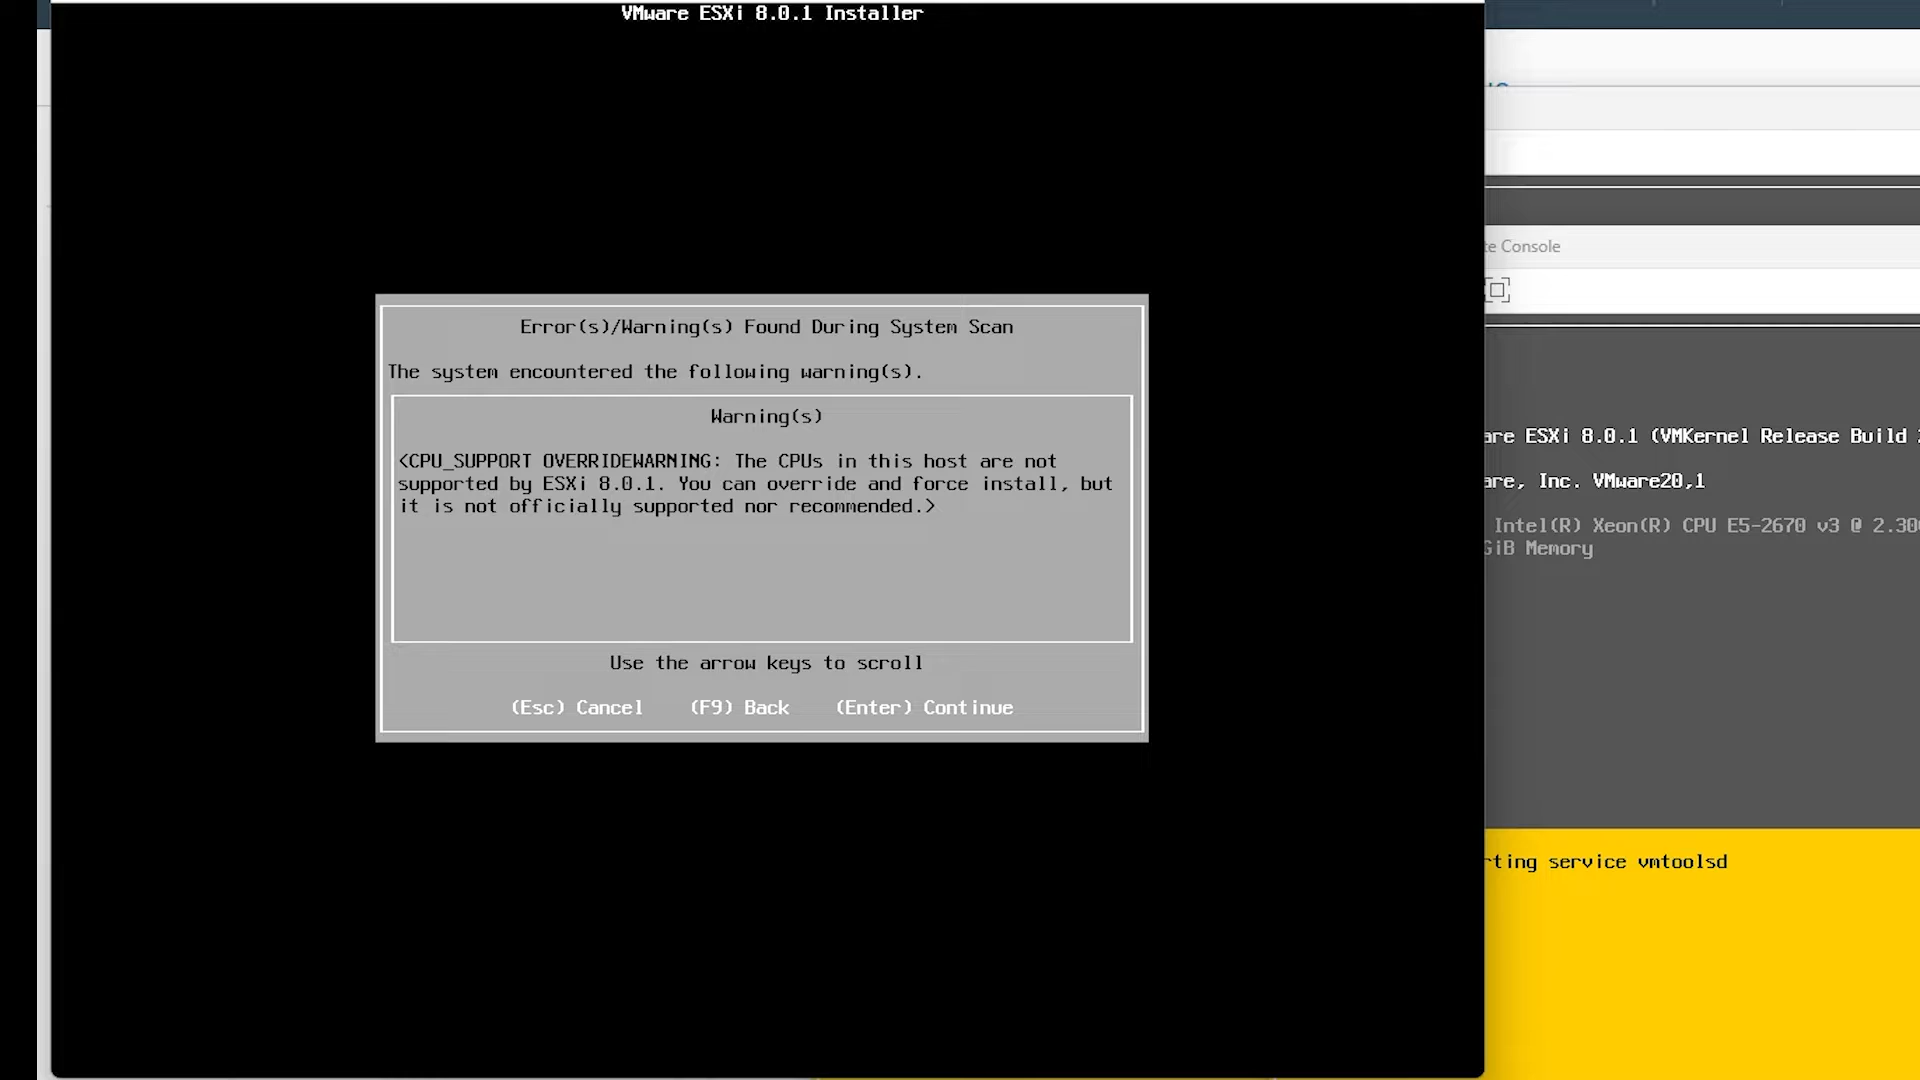 VMware ESXi 8.0.1 Installer
Error(s)/Warning(s) Found During System Scan
The system encountered the following warning(s).
Warning(s)
<CPU_SUPPORT OVERRIDEWARNING: The CPUs in this host are not
supported by ESXi 8.0.1. You can override and force install, but
it is not officially supported nor recommended.>
Use the arrow keys to scroll
(Esc) Cancel (F9) Back (Enter) Continue
te Console
are ESXi 8.0.1 (VMKernel Release Build
are, Inc. VMware20,1
Intel(R) Xeon(R) CPU E5-2670 v3 @ 2.30
GiB Memory
rting service vmtoolsd